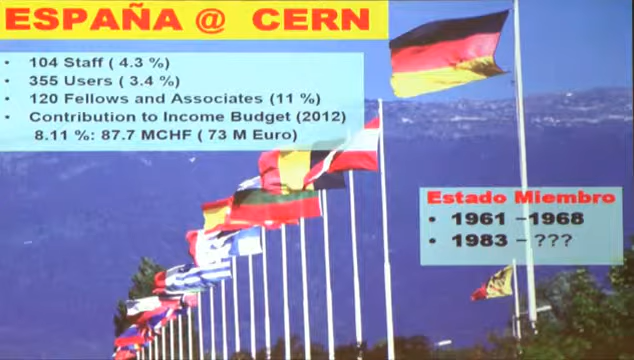 ESPAÑA @ CERN
• 104 Staff ( 4.3 %)
• 355 Users ( 3.4 %)
• 120 Fellows and Associates (11 %)
• Contribution to Income Budget (2012)
8.11 %: 87.7 MCHF ( 73 M Euro)
Estado Miembro
• 1961 –1968
• 1983 – ???